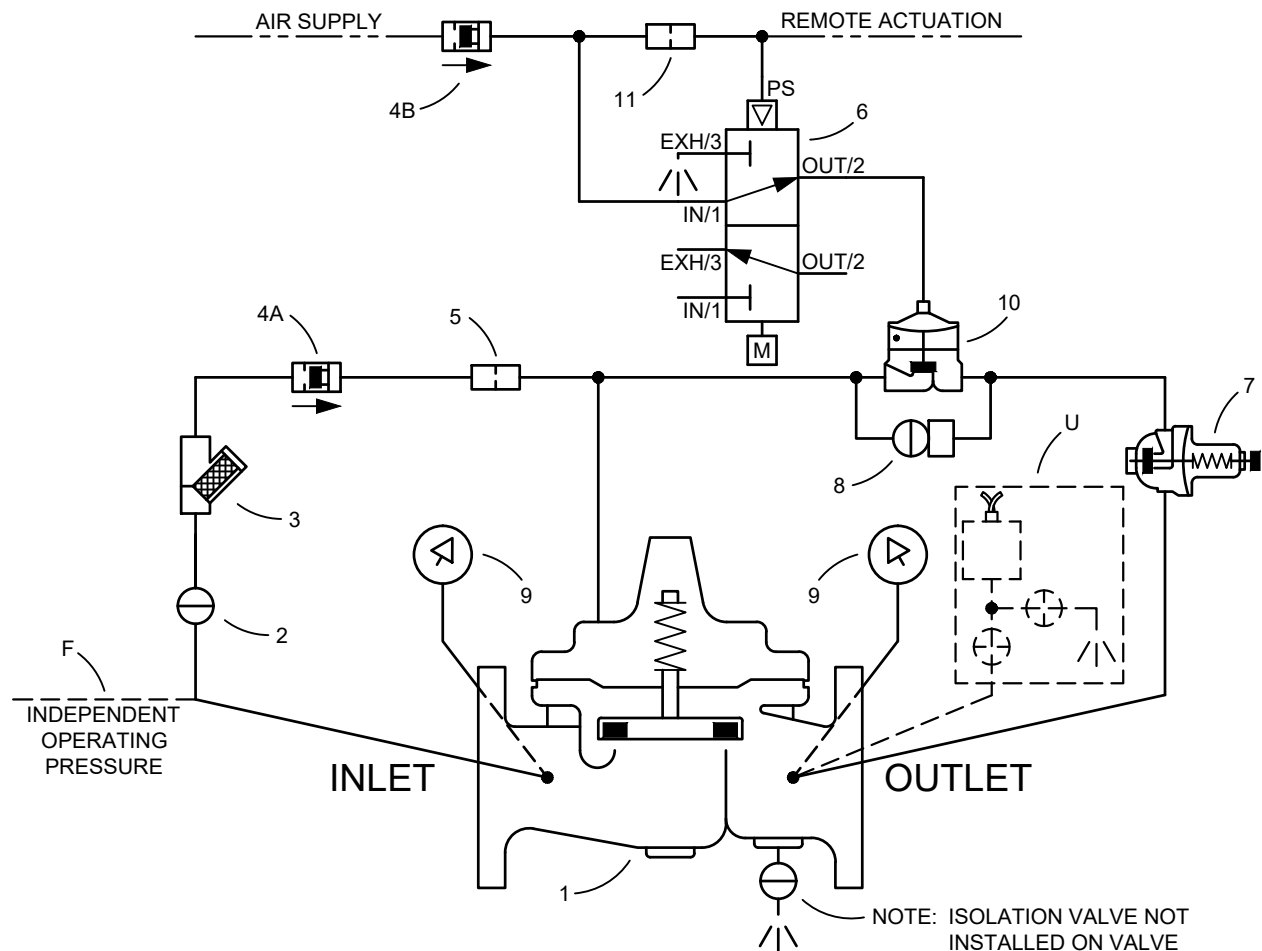 AIR SUPPLY
REMOTE ACTUATION
4B
11
PS
6
EXH/3
OUT/2
IN/1
EXH/3
OUT/2
IN/1
M
4A
5
10
7
U
8
3
9
9
2
F
INDEPENDENT
OPERATING
PRESSURE
INLET
OUTLET
1
NOTE: ISOLATION VALVE NOT
INSTALLED ON VALVE